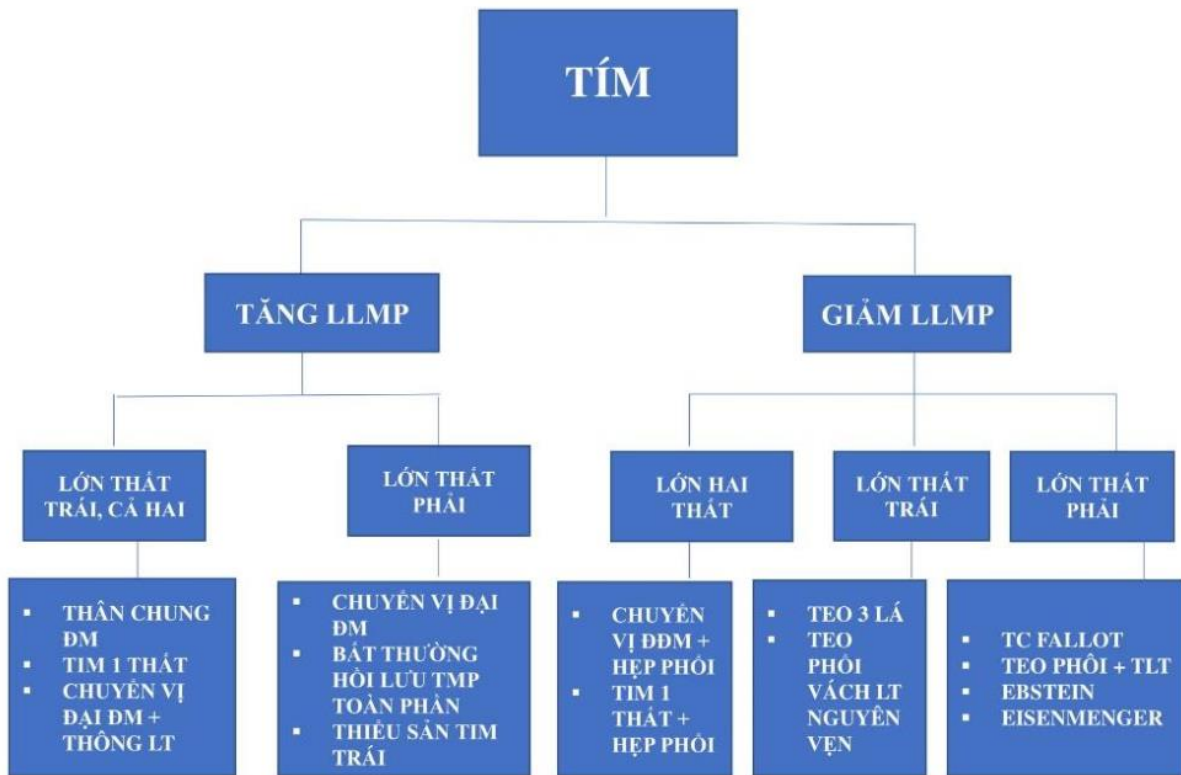 TÍM
TĂNG LLMP
GIẢM LLMP
LỚN THẤT
TRÁI, CẢ HAI
LỚN THẤT
PHẢI
LỚN HAI
THẤT
LỚN THẤT
TRÁI
LỚN THẤT
PHẢI
▪ THÂN CHUNG
ĐM
▪ TIM 1 THẤT
▪ CHUYỂN VỊ
ĐẠI ĐM +
THÔNG LT
▪ CHUYỂN VỊ ĐẠI
ĐM
▪ BẤT THƯỜNG
HỒI LƯU TMP
TOÀN PHẦN
▪ THIỂU SẢN TIM
TRÁI
▪ CHUYỂN
VỊ ĐĐM +
HẸP PHỔI
▪ TIM 1
THẤT +
HẸP PHỔI
▪ TEO 3 LÁ
▪ TEO
PHỔI
VÁCH LT
NGUYÊN
VẸN
▪ TC FALLOT
▪ TEO PHỔI + TLT
▪ EBSTEIN
▪ EISENMENGER